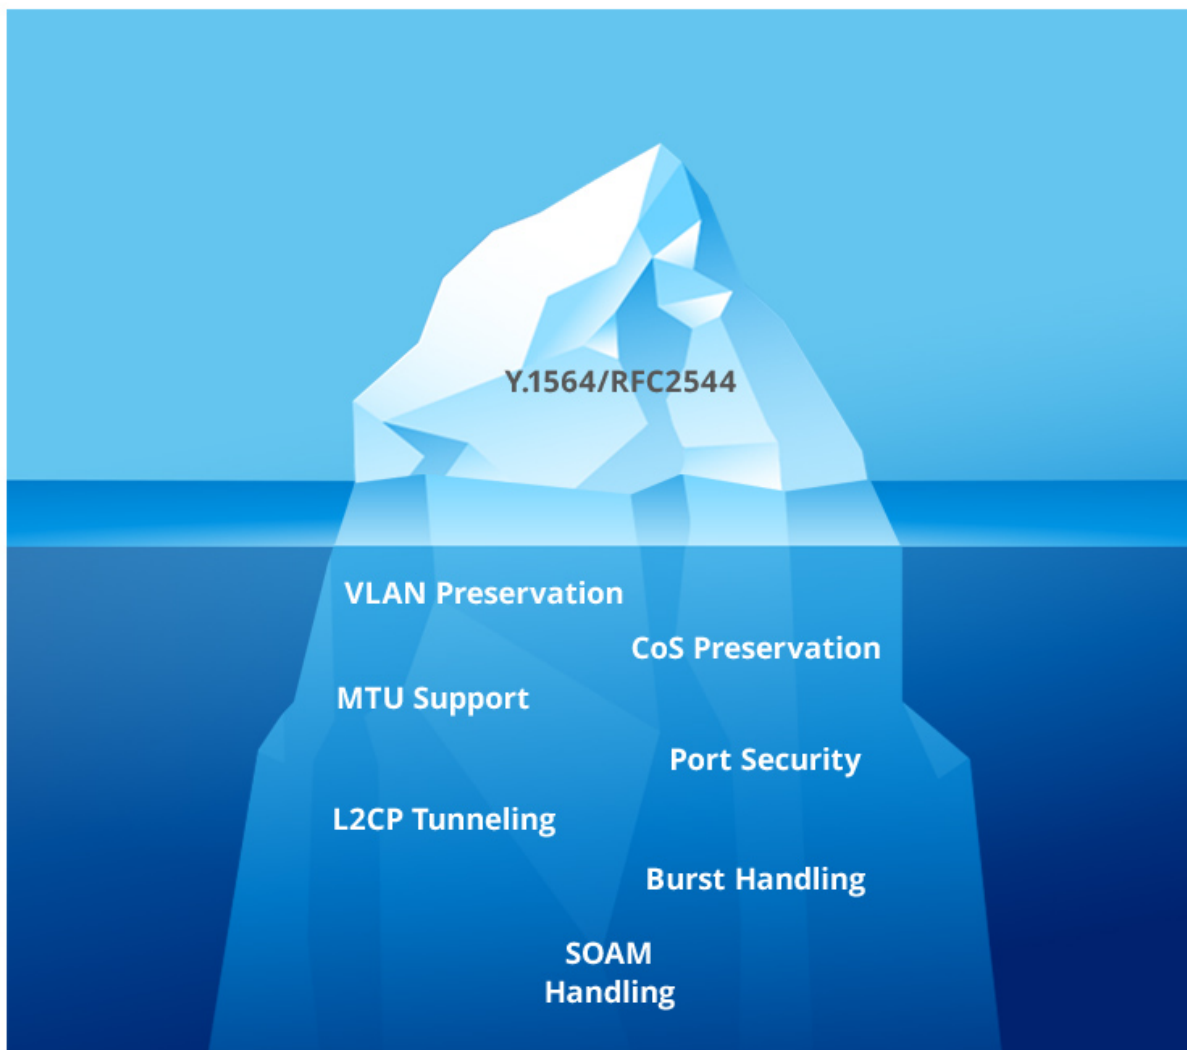 Y.1564/RFC2544
VLAN Preservation
CoS Preservation
MTU Support
Port Security
L2CP Tunneling
Burst Handling
SOAM
Handling